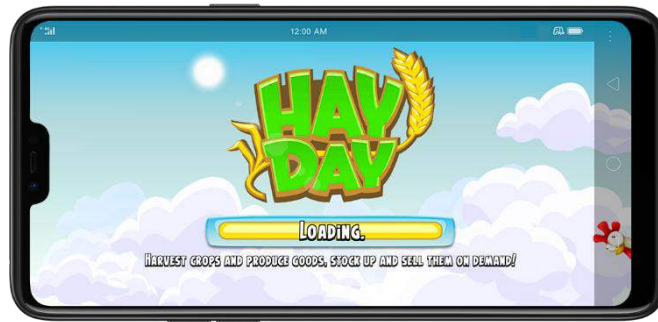 12:00 AM
HAY
DAY
LOADING.
HARVEST CROPS AND PRODUCE GOODS, STOCK UP AND SELL THEM ON DEMAND!